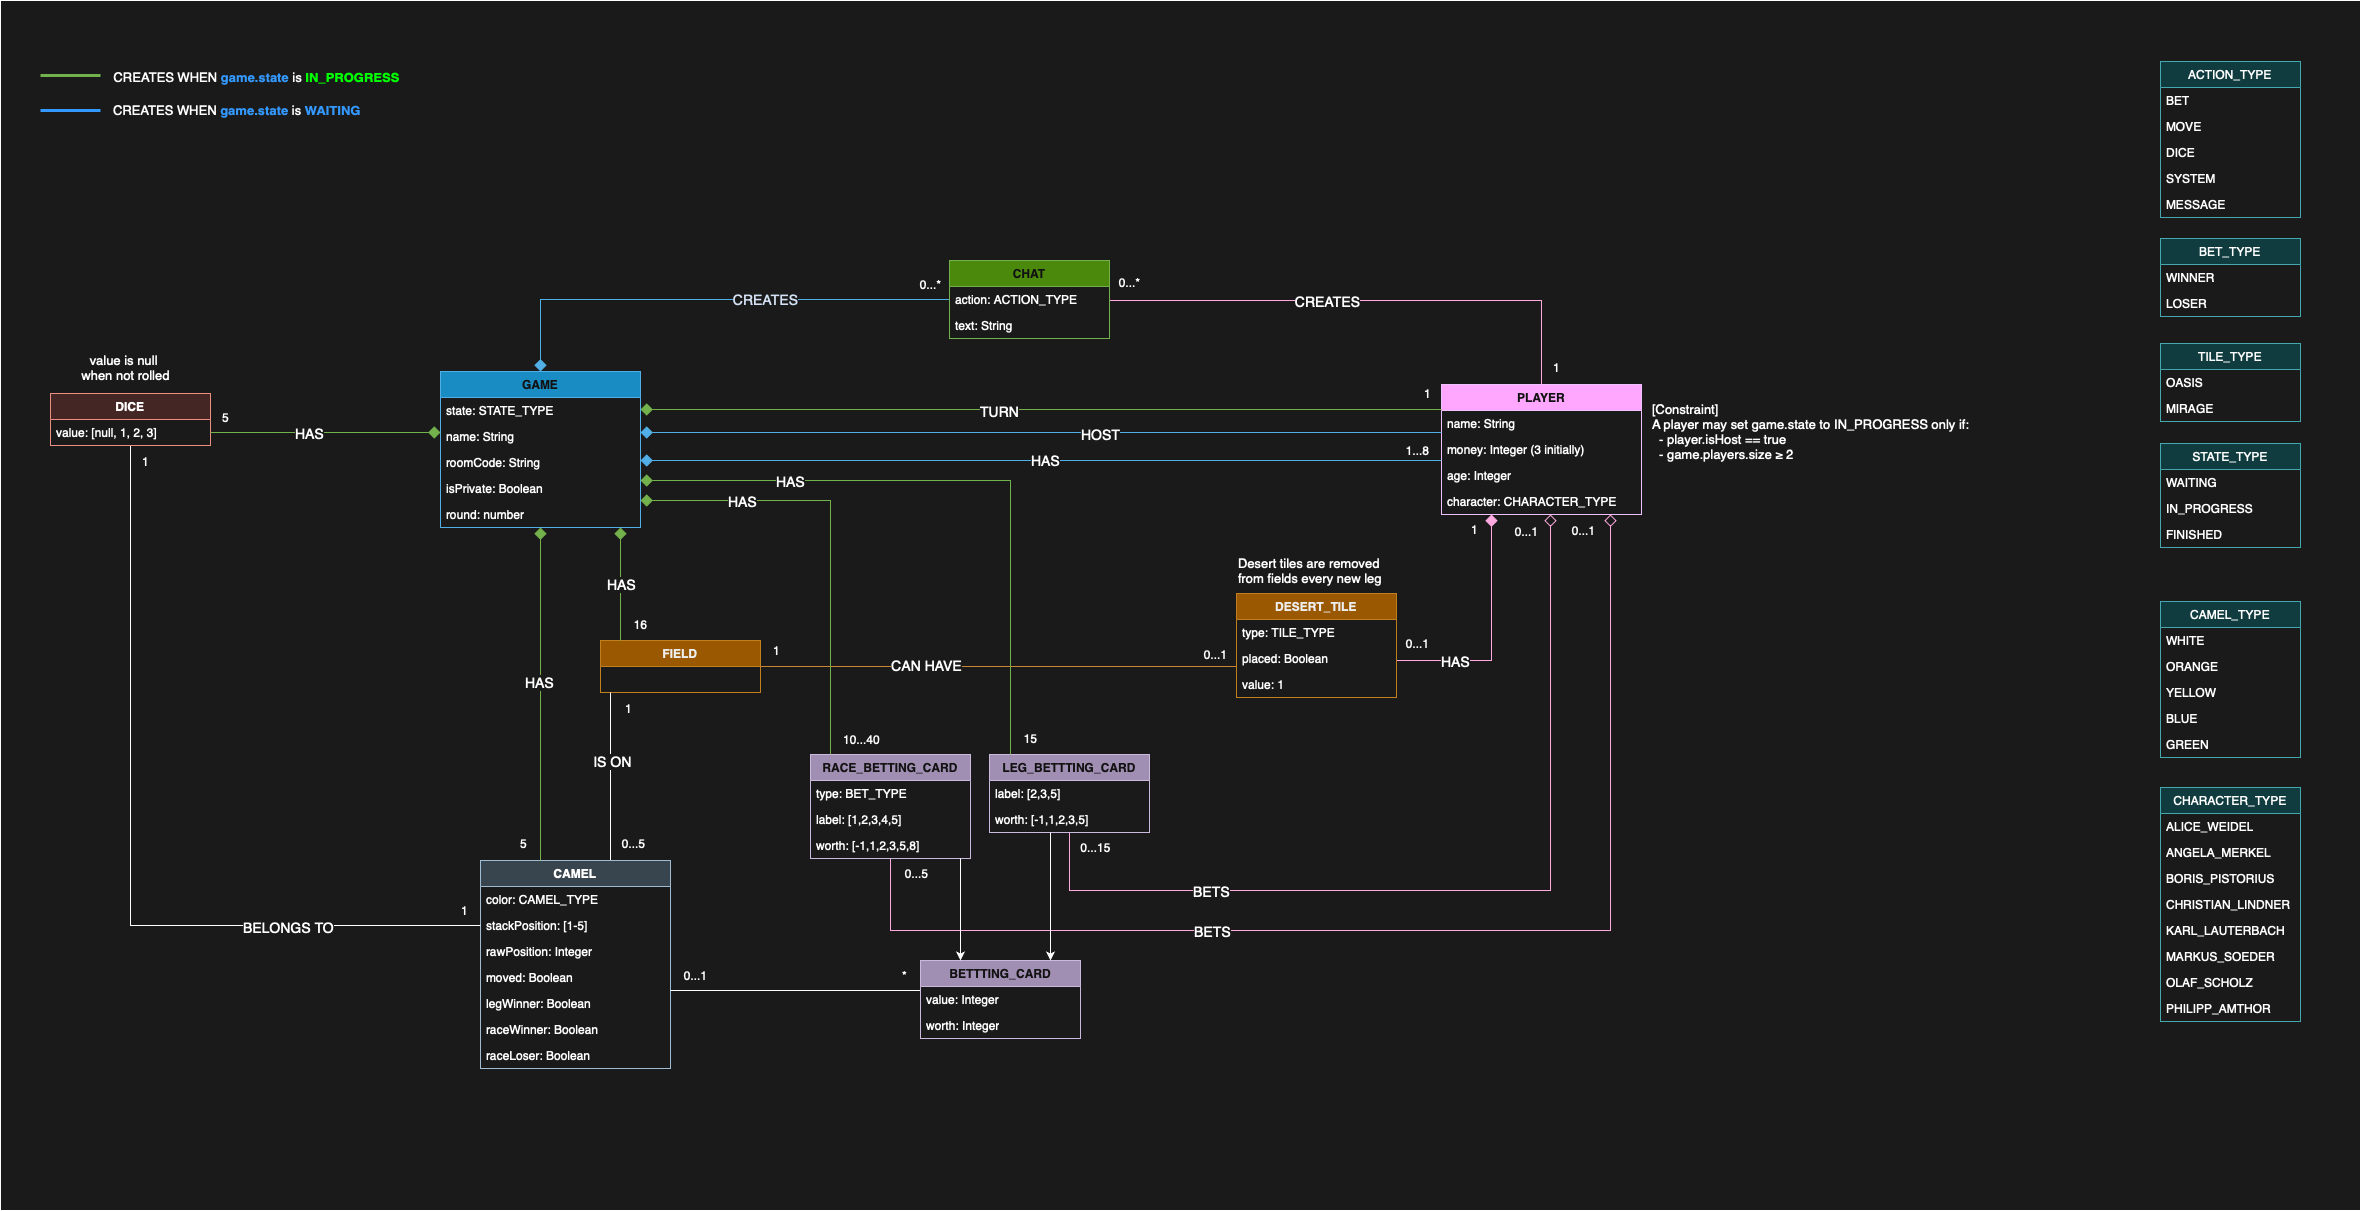 CREATES WHEN game.state is IN_PROGRESS
CREATES WHEN game.state is WAITING
ACTION_TYPE
BET
MOVE
DICE
SYSTEM
MESSAGE
BET_TYPE
WINNER
LOSER
TILE_TYPE
OASIS
MIRAGE
STATE_TYPE
WAITING
IN_PROGRESS
FINISHED
CAMEL_TYPE
WHITE
ORANGE
YELLOW
BLUE
GREEN
CHARACTER_TYPE
ALICE_WEIDEL
ANGELA_MERKEL
BORIS_PISTORIUS
CHRISTIAN_LINDNER
KARL_LAUTERBACH
MARKUS_SOEDER
OLAF_SCHOLZ
PHILIPP_AMTHOR
CHAT
action: ACTION_TYPE
text: String
0...*
0...*
CREATES
CREATES
1
value is null
when not rolled
DICE
value: [null, 1, 2, 3]
5
HAS
1
GAME
state: STATE_TYPE
name: String
roomCode: String
isPrivate: Boolean
round: number
TURN
1
HOST
HAS
1...8
HAS
HAS
PLAYER
name: String
money: Integer (3 initially)
age: Integer
character: CHARACTER_TYPE
[Constraint]
A player may set game.state to IN_PROGRESS only if:
- player.isHost == true
- game.players.size ≥ 2
1
0...1
0...1
HAS
16
FIELD
1
CAN HAVE
0...1
Desert tiles are removed
from fields every new leg
DESERT_TILE
type: TILE_TYPE
placed: Boolean
value: 1
0...1
HAS
HAS
1
IS ON
5
0...5
10...40
15
RACE_BETTING_CARD
type: BET_TYPE
label: [1,2,3,4,5]
worth: [-1,1,2,3,5,8]
0...5
LEG_BETTTING_CARD
label: [2,3,5]
worth: [-1,1,2,3,5]
0...15
BETS
BETS
CAMEL
color: CAMEL_TYPE
stackPosition: [1-5]
rawPosition: Integer
moved: Boolean
legWinner: Boolean
raceWinner: Boolean
raceLoser: Boolean
BELONGS TO
1
0...1
*
BETTTING_CARD
value: Integer
worth: Integer